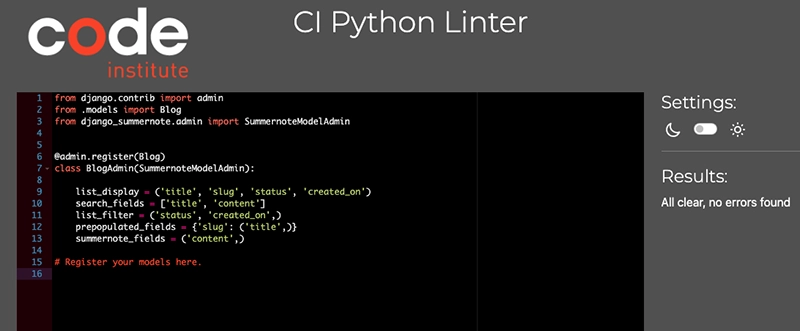 code
institute
CI Python Linter
1 from django.contrib import admin
2 from .models import Blog
3 from django_summernote.admin import SummernoteModelAdmin
4
5
6 @admin.register(Blog)
7 class BlogAdmin(SummernoteModelAdmin):
8
9     list_display = ('title', 'slug', 'status', 'created_on')
10     search_fields = ['title', 'content']
11     list_filter = ('status', 'created_on',)
12     prepopulated_fields = {'slug': ('title',)}
13     summernote_fields = ('content',)
14
15 # Register your models here.
16
Settings:
Results:
All clear, no errors found